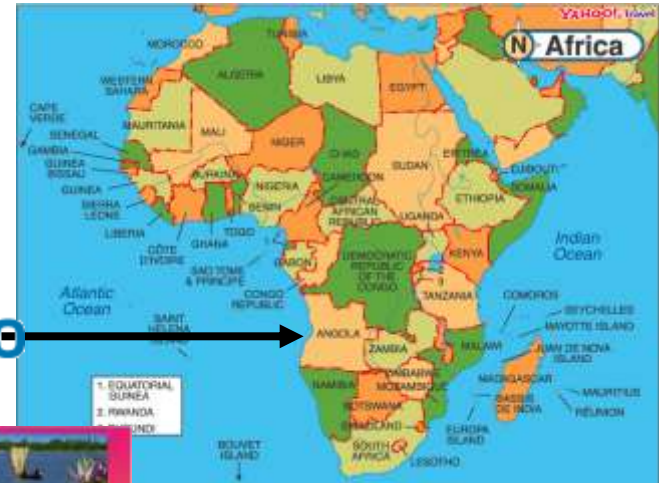 YAHOO! travel
N Africa
MOROCCO
TUNISIA
ALGERIA
LIBYA
EGYPT
WESTERN
SAHARA
CAPE
VERDE
MAURITANIA
MALI
NIGER
CHAD
SUDAN
ERITREA
DJIBOUTI
SOMALIA
ETHIOPIA
SENEGAL
GAMBIA
GUINEA
BISSAU
GUINEA
SIERRA
LEONE
LIBERIA
CÔTE
D'IVOIRE
GHANA
TOGO
BENIN
BURKINA
NIGERIA
CAMEROON
CENTRAL
AFRICAN
REPUBLIC
UGANDA
KENYA
SAO TOME
& PRINCIPE
GABON
CONGO
REPUBLIC
DEMOCRATIC
REPUBLIC
OF THE
CONGO
TANZANIA
Indian
Ocean
Atlantic
Ocean
SAINT
HELENA
ISLAND
COMOROS
SEYCHELLES
MAYOTTE ISLAND
JUAN DE NOVA
ISLAND
ANGOLA
ZAMBIA
MALAWI
ZIMBABWE
MOZAMBIQUE
MADAGASCAR
BASSIS
DE INDIA
MAURITIUS
RÉUNION
NAMIBIA
BOTSWANA
EUROPA
ISLAND
SWAZILAND
SOUTH
AFRICA
LESOTHO
BOUVET
ISLAND
1. EQUATORIAL
GUINEA
2. RWANDA